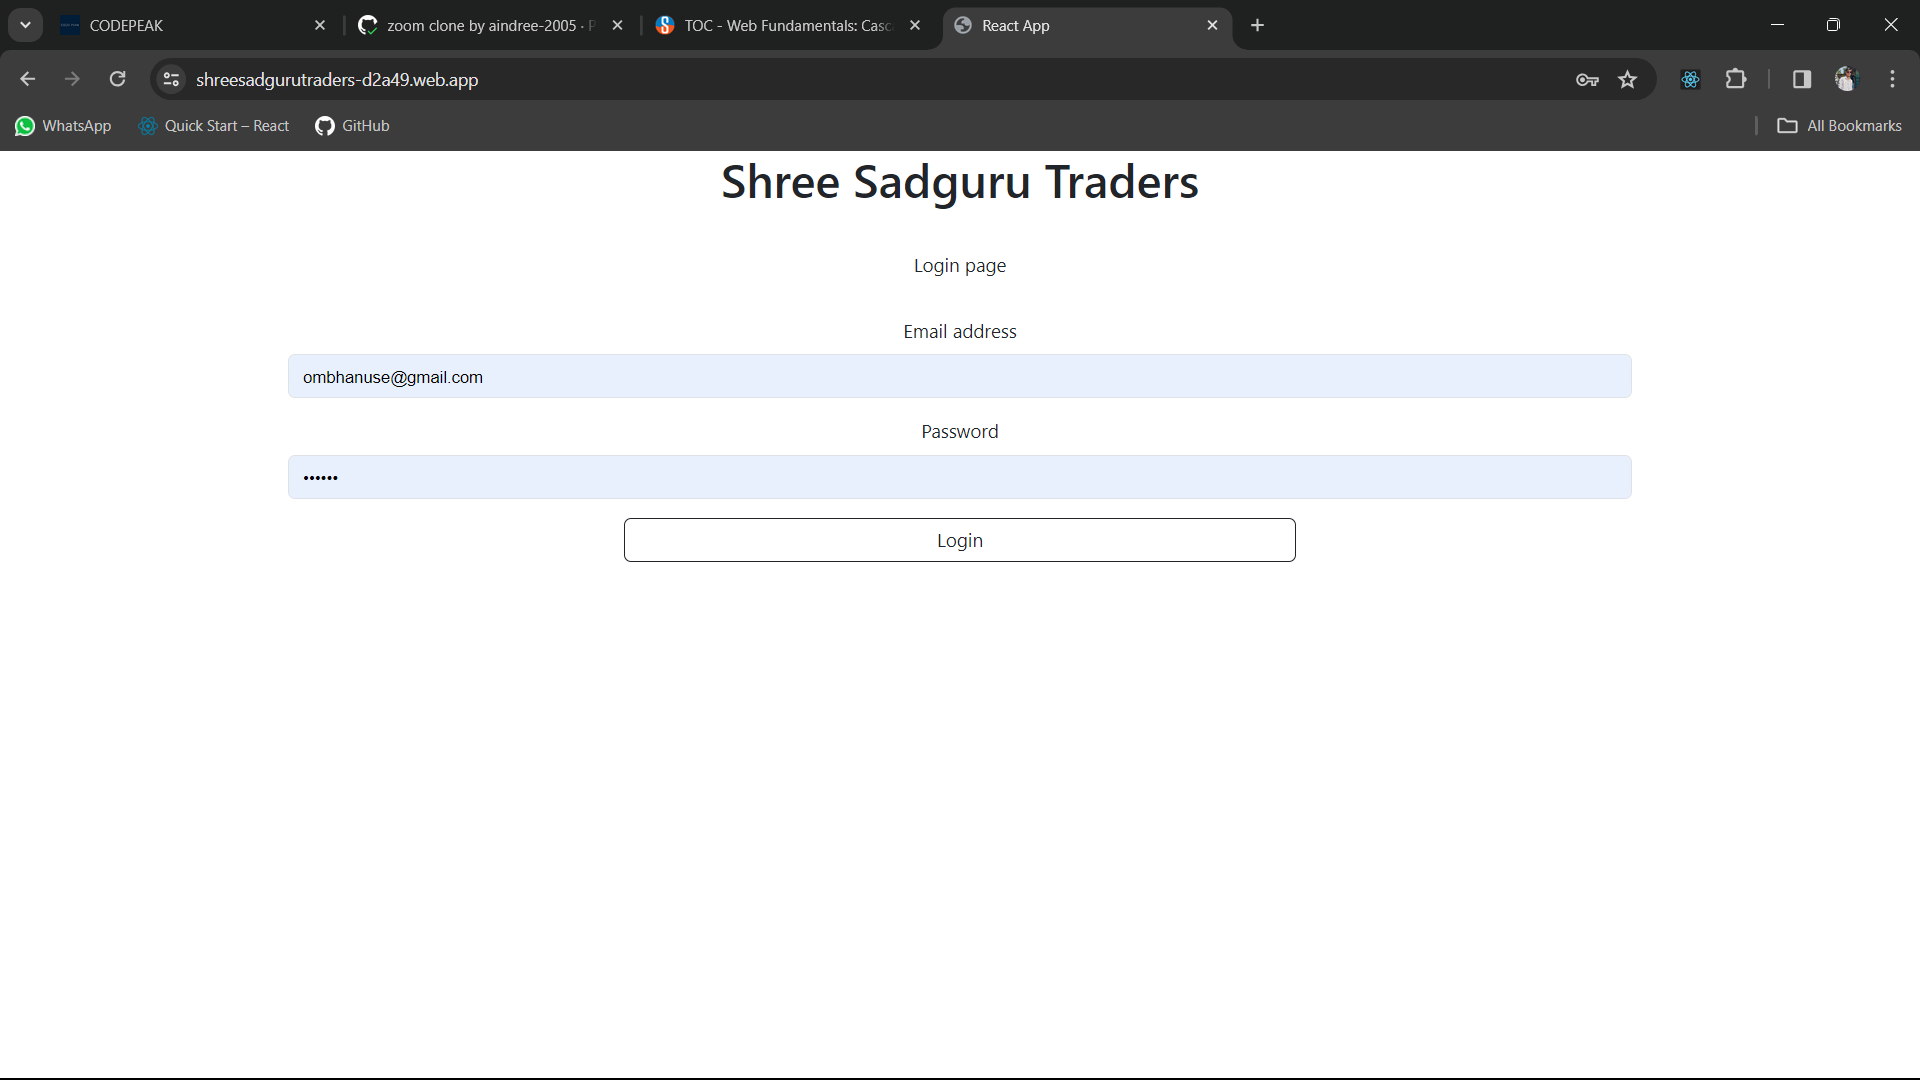 CODEPEAK
zoom clone by aindree-2005 ·
TOC - Web Fundamentals:
React App
shreesadgurutraders-d2a49.web.app
WhatsApp
Quick Start – React
GitHub
All Bookmarks
Shree Sadguru Traders
Login page
Email address
ombhanuse@gmail.com
Password
••••••
Login